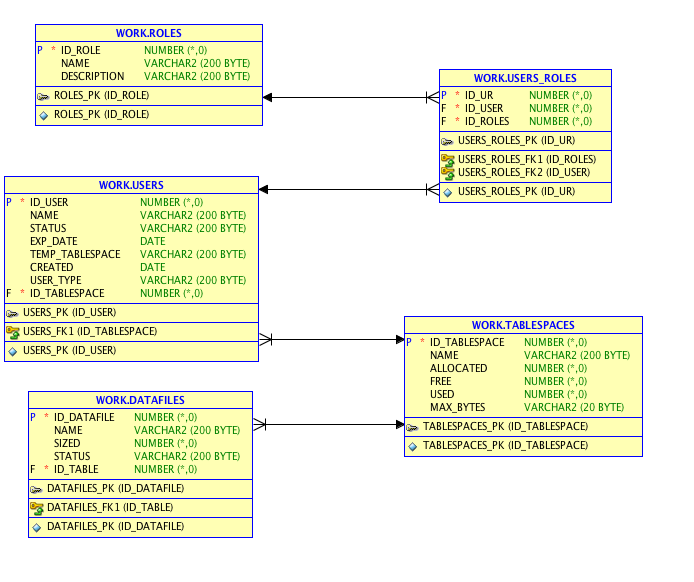 WORK.ROLES
P * ID_ROLE NUMBER (*,0)
NAME VARCHAR2 (200 BYTE)
DESCRIPTION VARCHAR2 (200 BYTE)
ROLES_PK (ID_ROLE)
ROLES_PK (ID_ROLE)
WORK.USERS_ROLES
P * ID_UR NUMBER (*,0)
F * ID_USER NUMBER (*,0)
F * ID_ROLES NUMBER (*,0)
USERS_ROLES_PK (ID_UR)
USERS_ROLES_FK1 (ID_ROLES)
USERS_ROLES_FK2 (ID_USER)
USERS_ROLES_PK (ID_UR)
WORK.USERS
P * ID_USER NUMBER (*,0)
NAME VARCHAR2 (200 BYTE)
STATUS VARCHAR2 (200 BYTE)
EXP_DATE DATE
TEMP_TABLESPACE VARCHAR2 (200 BYTE)
CREATED DATE
USER_TYPE VARCHAR2 (200 BYTE)
F * ID_TABLESPACE NUMBER (*,0)
USERS_PK (ID_USER)
USERS_FK1 (ID_TABLESPACE)
USERS_PK (ID_USER)
WORK.TABLESPACES
P * ID_TABLESPACE NUMBER (*,0)
NAME VARCHAR2 (200 BYTE)
ALLOCATED NUMBER (*,0)
FREE NUMBER (*,0)
USED NUMBER (*,0)
MAX_BYTES VARCHAR2 (20 BYTE)
TABLESPACES_PK (ID_TABLESPACE)
TABLESPACES_PK (ID_TABLESPACE)
WORK.DATAFILES
P * ID_DATAFILE NUMBER (*,0)
NAME VARCHAR2 (200 BYTE)
SIZED NUMBER (*,0)
STATUS VARCHAR2 (200 BYTE)
F * ID_TABLE NUMBER (*,0)
DATAFILES_PK (ID_DATAFILE)
DATAFILES_FK1 (ID_TABLE)
DATAFILES_PK (ID_DATAFILE)